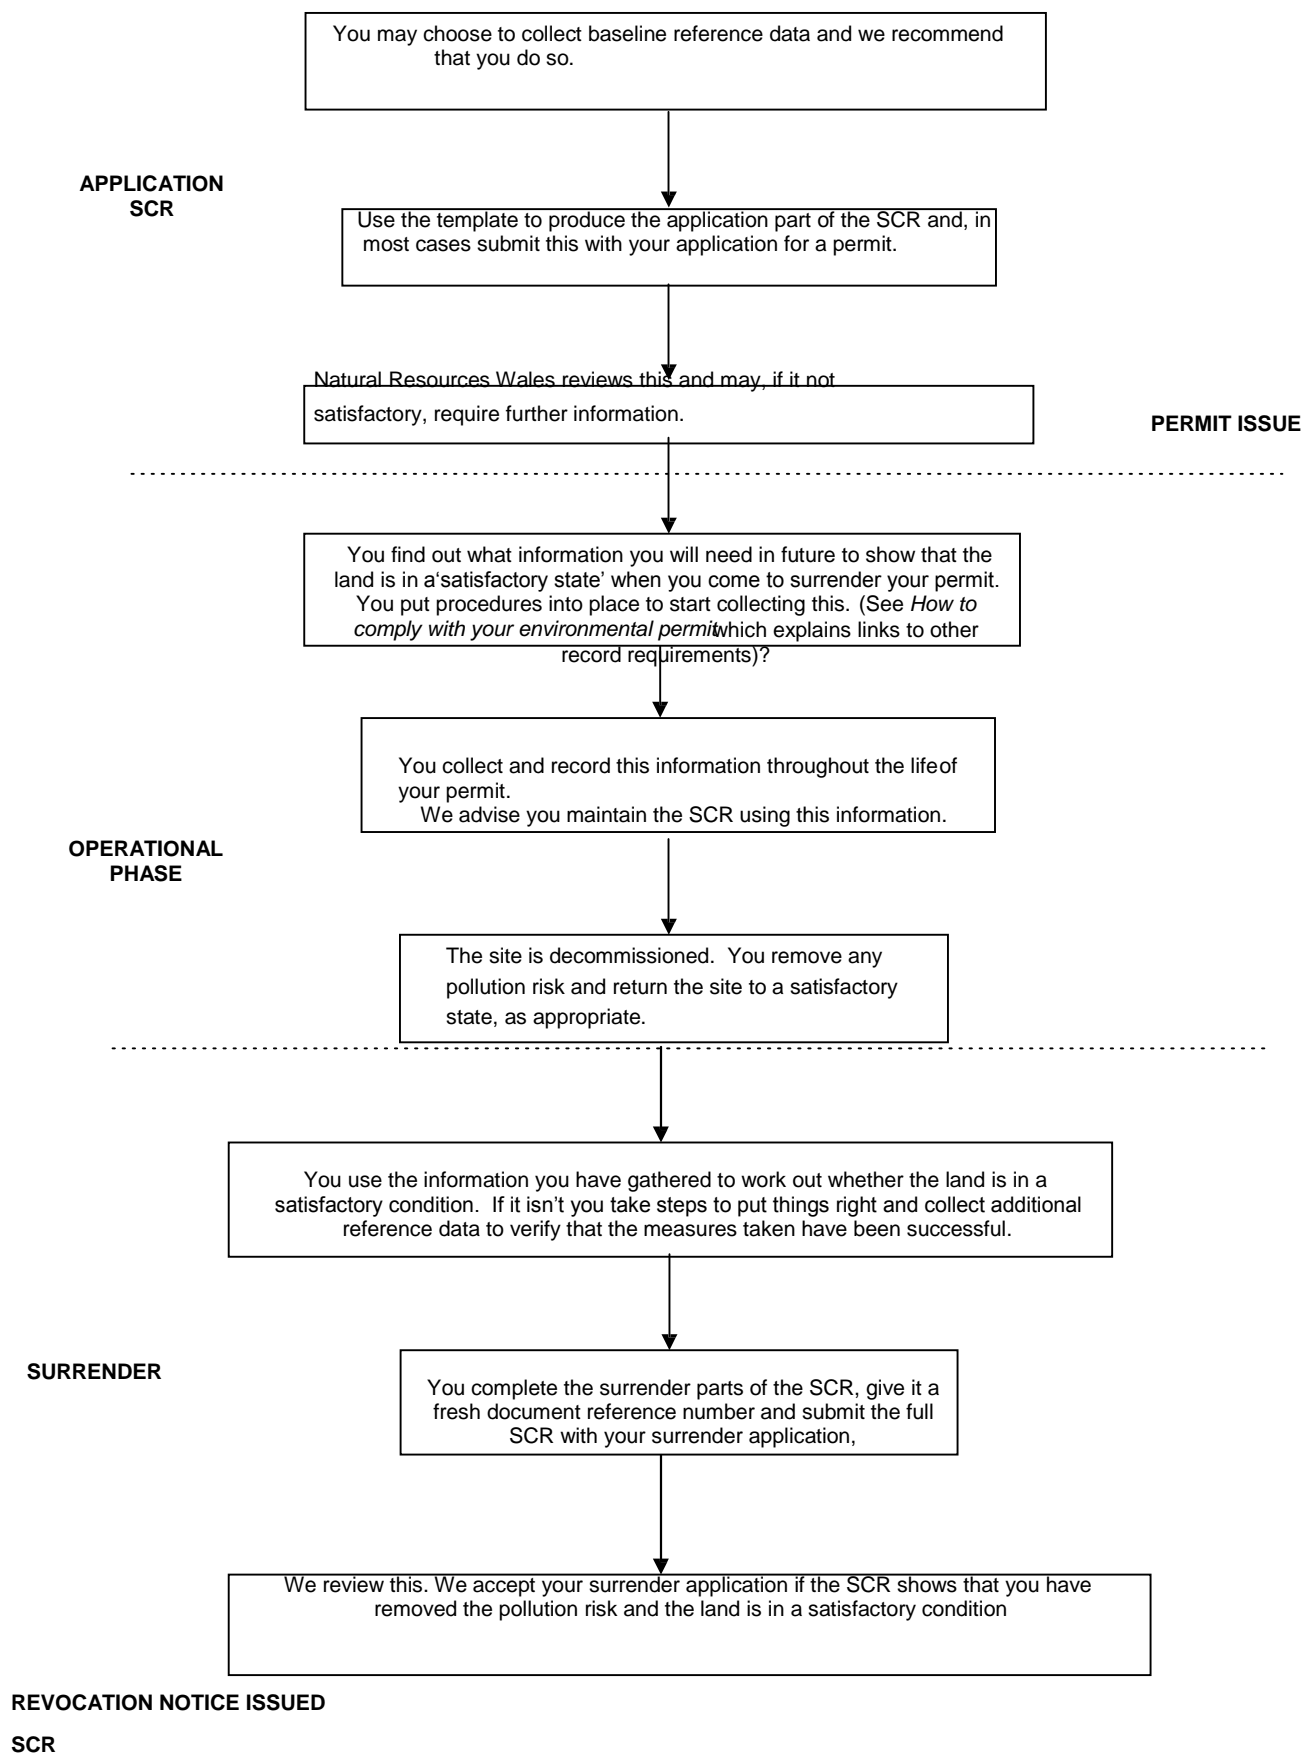 You may choose to collect baseline reference data and we recommend
that you do so.
APPLICATION
SCR
Use the template to produce the application part of the SCR and, in
most cases submit this with your application for a permit.
Natural Resources Wales reviews this and may, if it not
satisfactory, require further information.
PERMIT ISSUE
You find out what information you will need in future to show that the
land is in a‘satisfactory state’ when you come to surrender your permit.
You put procedures into place to start collecting this. (See How to
comply with your environmental permit which explains links to other
record requirements)?
You collect and record this information throughout the life of
your permit.
We advise you maintain the SCR using this information.
OPERATIONAL
PHASE
The site is decommissioned. You remove any
pollution risk and return the site to a satisfactory
state, as appropriate.
You use the information you have gathered to work out whether the land is in a
satisfactory condition. If it isn’t you take steps to put things right and collect additional
reference data to verify that the measures taken have been successful.
SURRENDER
You complete the surrender parts of the SCR, give it a
fresh document reference number and submit the full
SCR with your surrender application,
We review this. We accept your surrender application if the SCR shows that you have
removed the pollution risk and the land is in a satisfactory condition
REVOCATION NOTICE ISSUED
SCR